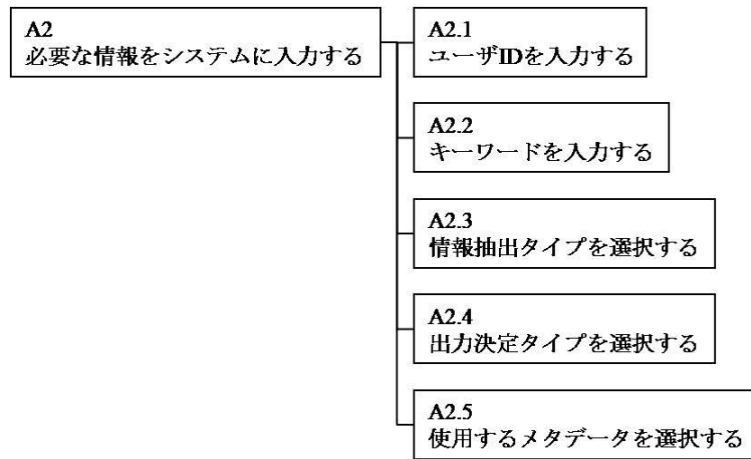 A2
必要な情報をシステムに入力する
A2.1
ユーザIDを入力する
A2.2
キーワードを入力する
A2.3
情報抽出タイプを選択する
A2.4
出力決定タイプを選択する
A2.5
使用するメタデータを選択する